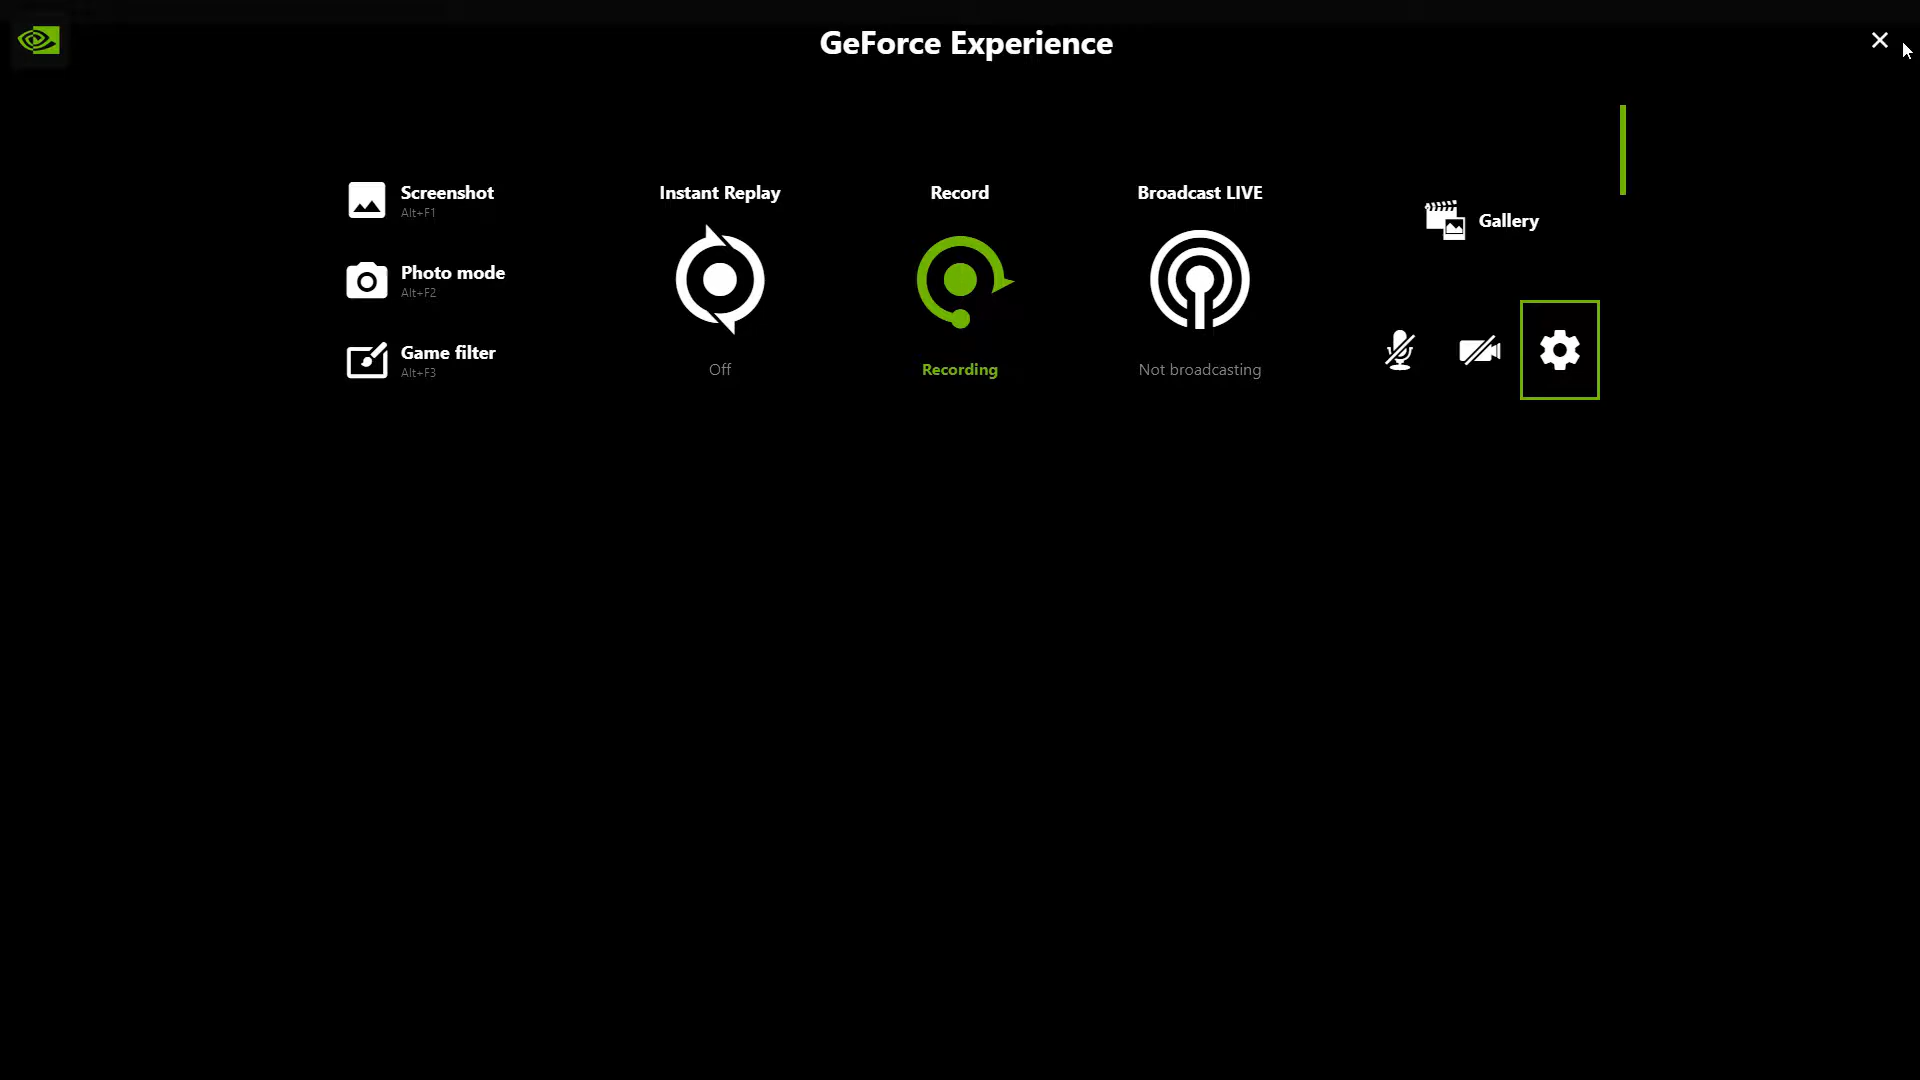 GeForce Experience
Screenshot
Alt+F1
Photo mode
Alt+F2
Game filter
Alt+F3
Instant Replay
Off
Record
Recording
Broadcast LIVE
Not broadcasting
Gallery